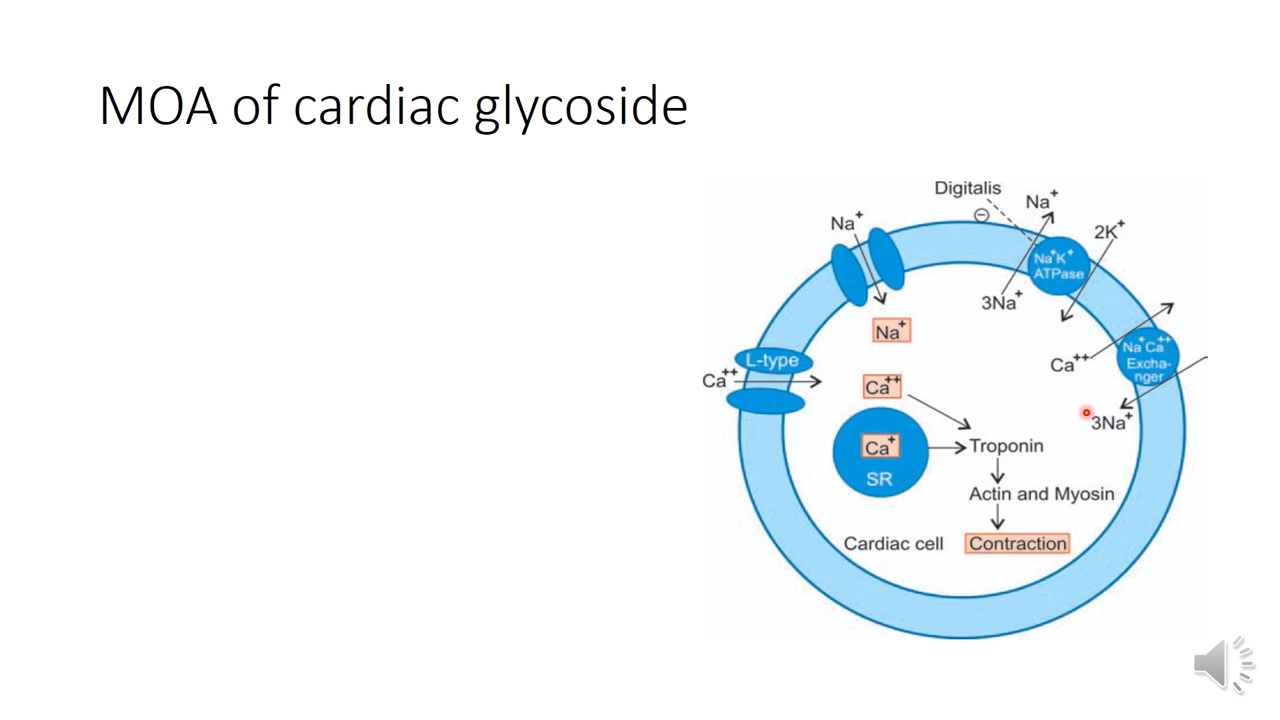 MOA of cardiac glycoside
Digitalis
Na+
Na+
2K+
Na+K+
ATPase
3Na+
Na+
L-type
Ca++
Ca++
Ca+
SR
Troponin
Actin and Myosin
Contraction
Cardiac cell
Ca++
Na+Ca++
Excha-
nger
3Na+